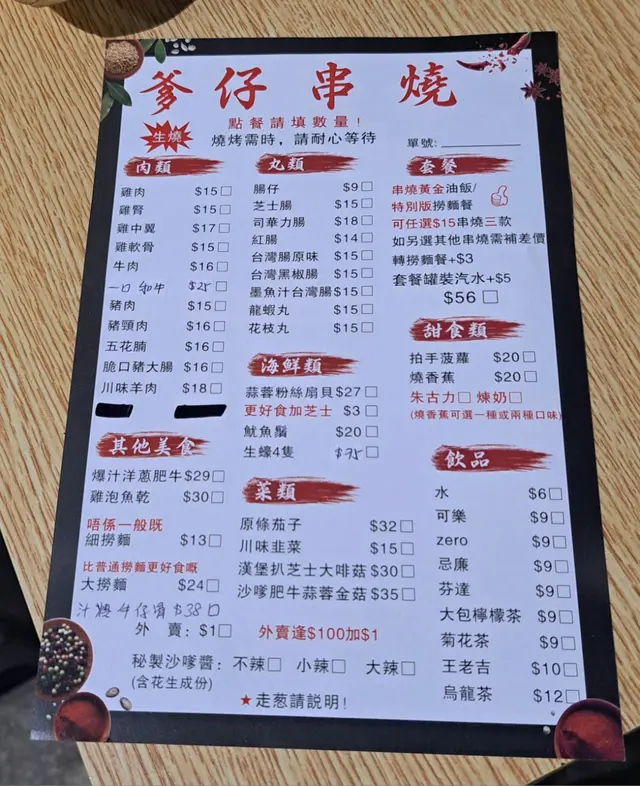 爹仔串燒
點餐請填數量！
生燒
燒烤需時，請耐心等待
單號:
肉類
雞肉 $15
雞腎 $15
雞中翼 $17
雞軟骨 $15
牛肉 $16
一口和牛 $25
豬肉 $15
豬頸肉 $16
五花腩 $16
脆口豬大腸 $16
川味羊肉 $18
其他美食
爆汁洋蔥肥牛 $29
雞泡魚乾 $30
唔係一般既
細撈麵 $13
比普通撈麵更好食嘅
大撈麵 $24
汁燒牛仔骨 $38
丸類
腸仔 $9
芝士腸 $15
司華力腸 $18
紅腸 $14
台灣腸原味 $15
台灣黑椒腸 $15
墨魚汁台灣腸 $15
龍蝦丸 $15
花枝丸 $15
海鮮類
蒜蓉粉絲扇貝 $27
更好食加芝士 $3
魷魚鬚 $20
生蠔4隻
菜類
原條茄子 $32
川味韭菜 $15
漢堡扒芝士大啡菇 $30
沙嗲肥牛蒜蓉金菇 $35
套餐
串燒黃金油飯/
特別版撈麵餐
可任選$15串燒三款
如另選其他串燒需補差價
轉撈麵餐+$3
套餐罐裝汽水+$5
$56
甜食類
拍手菠蘿 $20
燒香蕉 $20
朱古力 煉奶
(燒香蕉可選一種或兩種口味)
飲品
水 $6
可樂 $9
zero $9
忌廉 $9
芬達 $9
大包檸檬茶 $9
菊花茶 $9
王老吉 $10
烏龍茶 $12
外 賣: $1
外賣逢$100加$1
秘製沙嗲醬: 不辣 小辣 大辣
(含花生成份)
★走葱請說明!